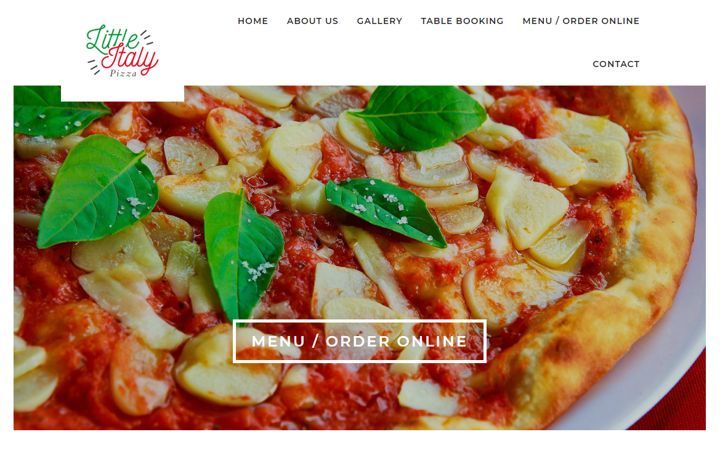 Little
Italy
Pizza
HOME ABOUT US GALLERY TABLE BOOKING MENU / ORDER ONLINE
CONTACT
MENU / ORDER ONLINE